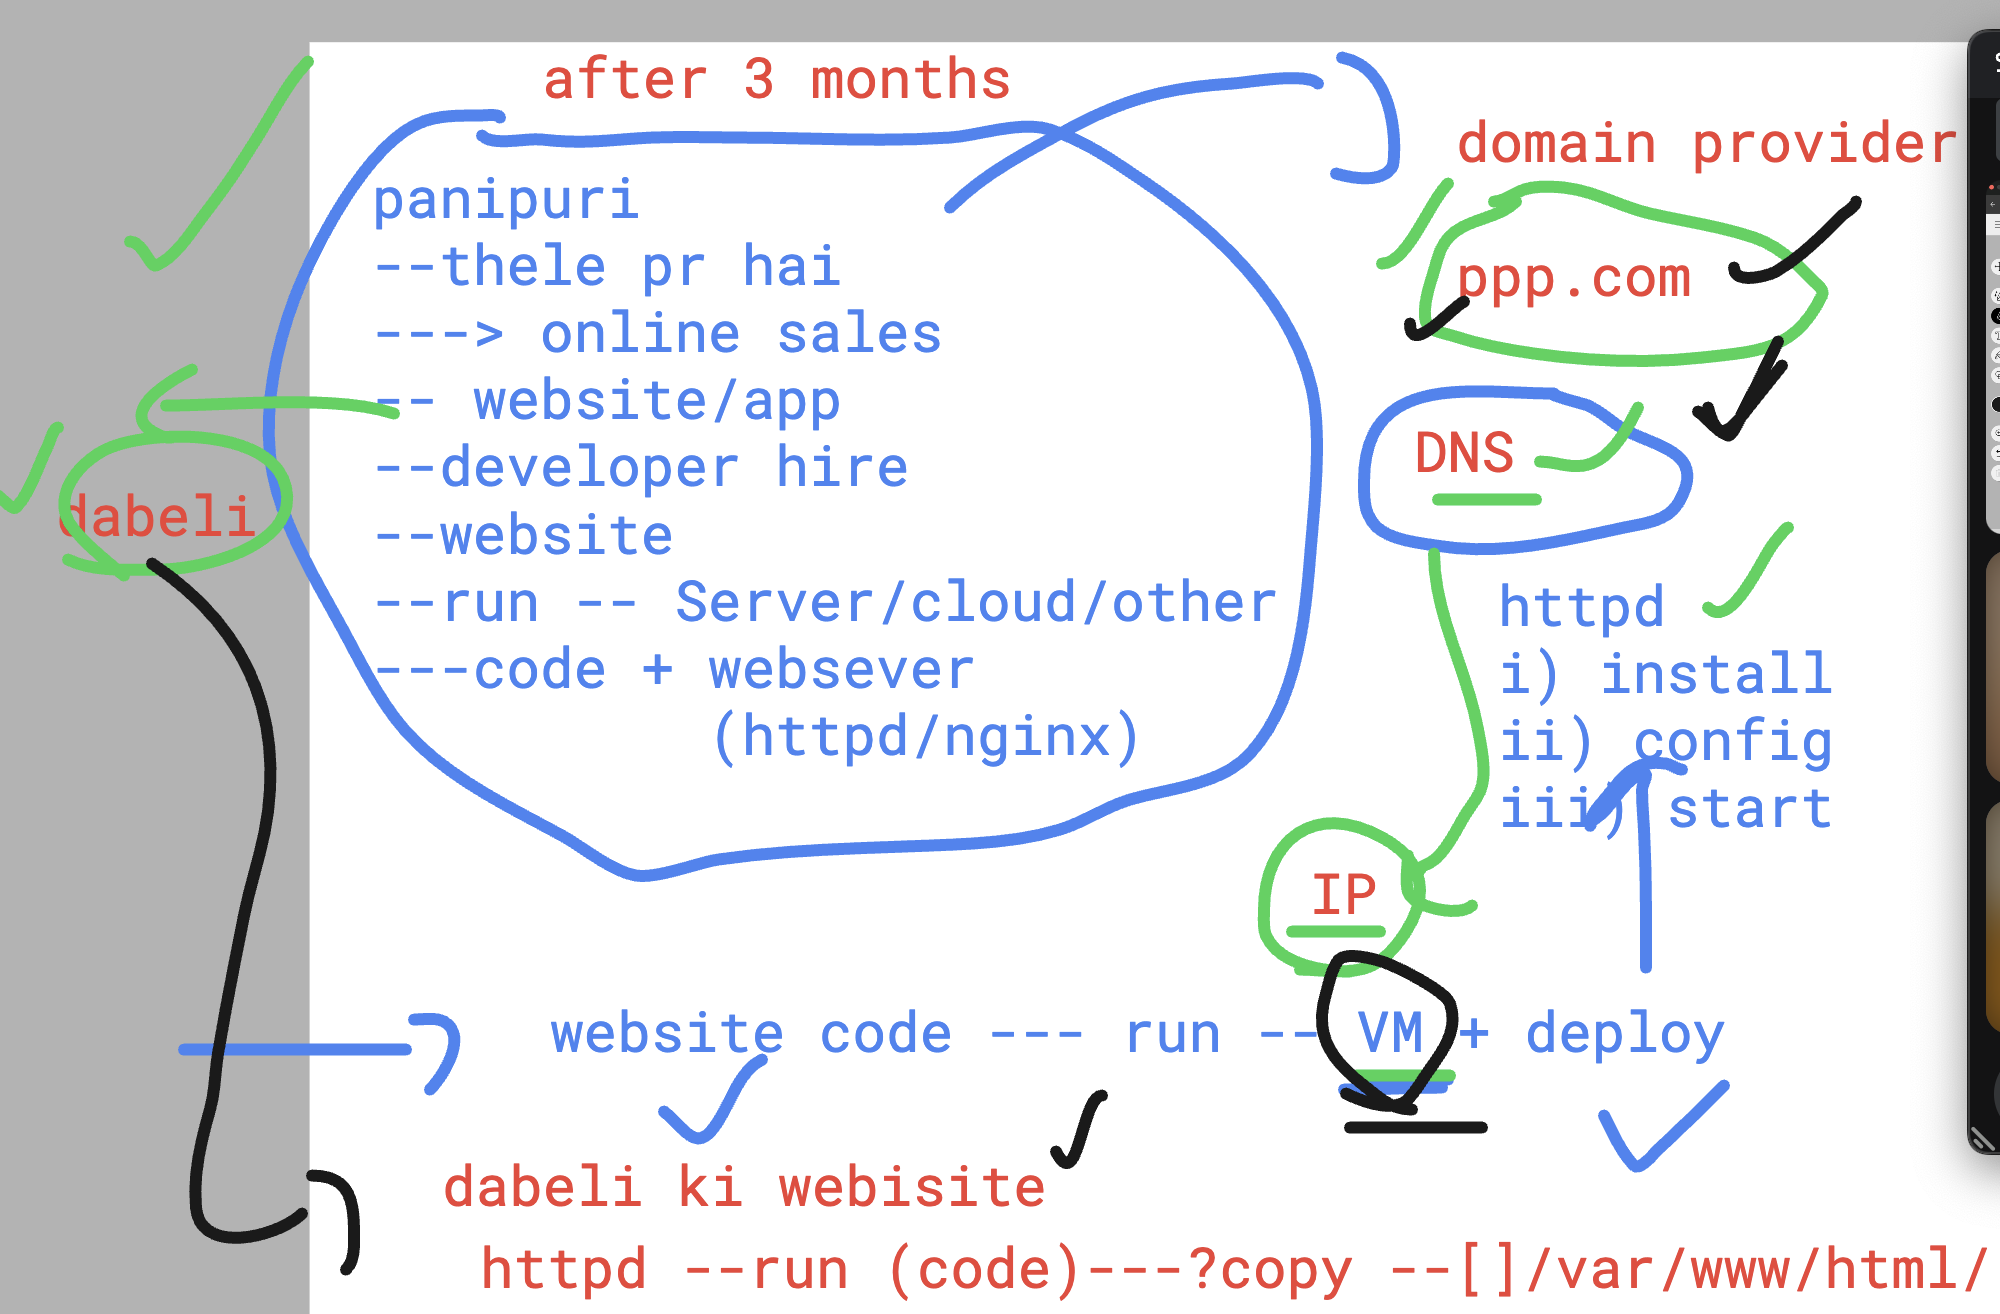 after 3 months
panipuri
--thele pr hai
---> online sales
-- website/app
--developer hire
--website
--run -- Server/cloud/other
---code + websever
(httpd/nginx)
dabeli
domain provider
ppp.com
DNS
httpd
i) install
ii) config
iii) start
IP
website code --- run -- VM + deploy
dabeli ki webisite
httpd --run (code)---?copy --[]/var/www/html/